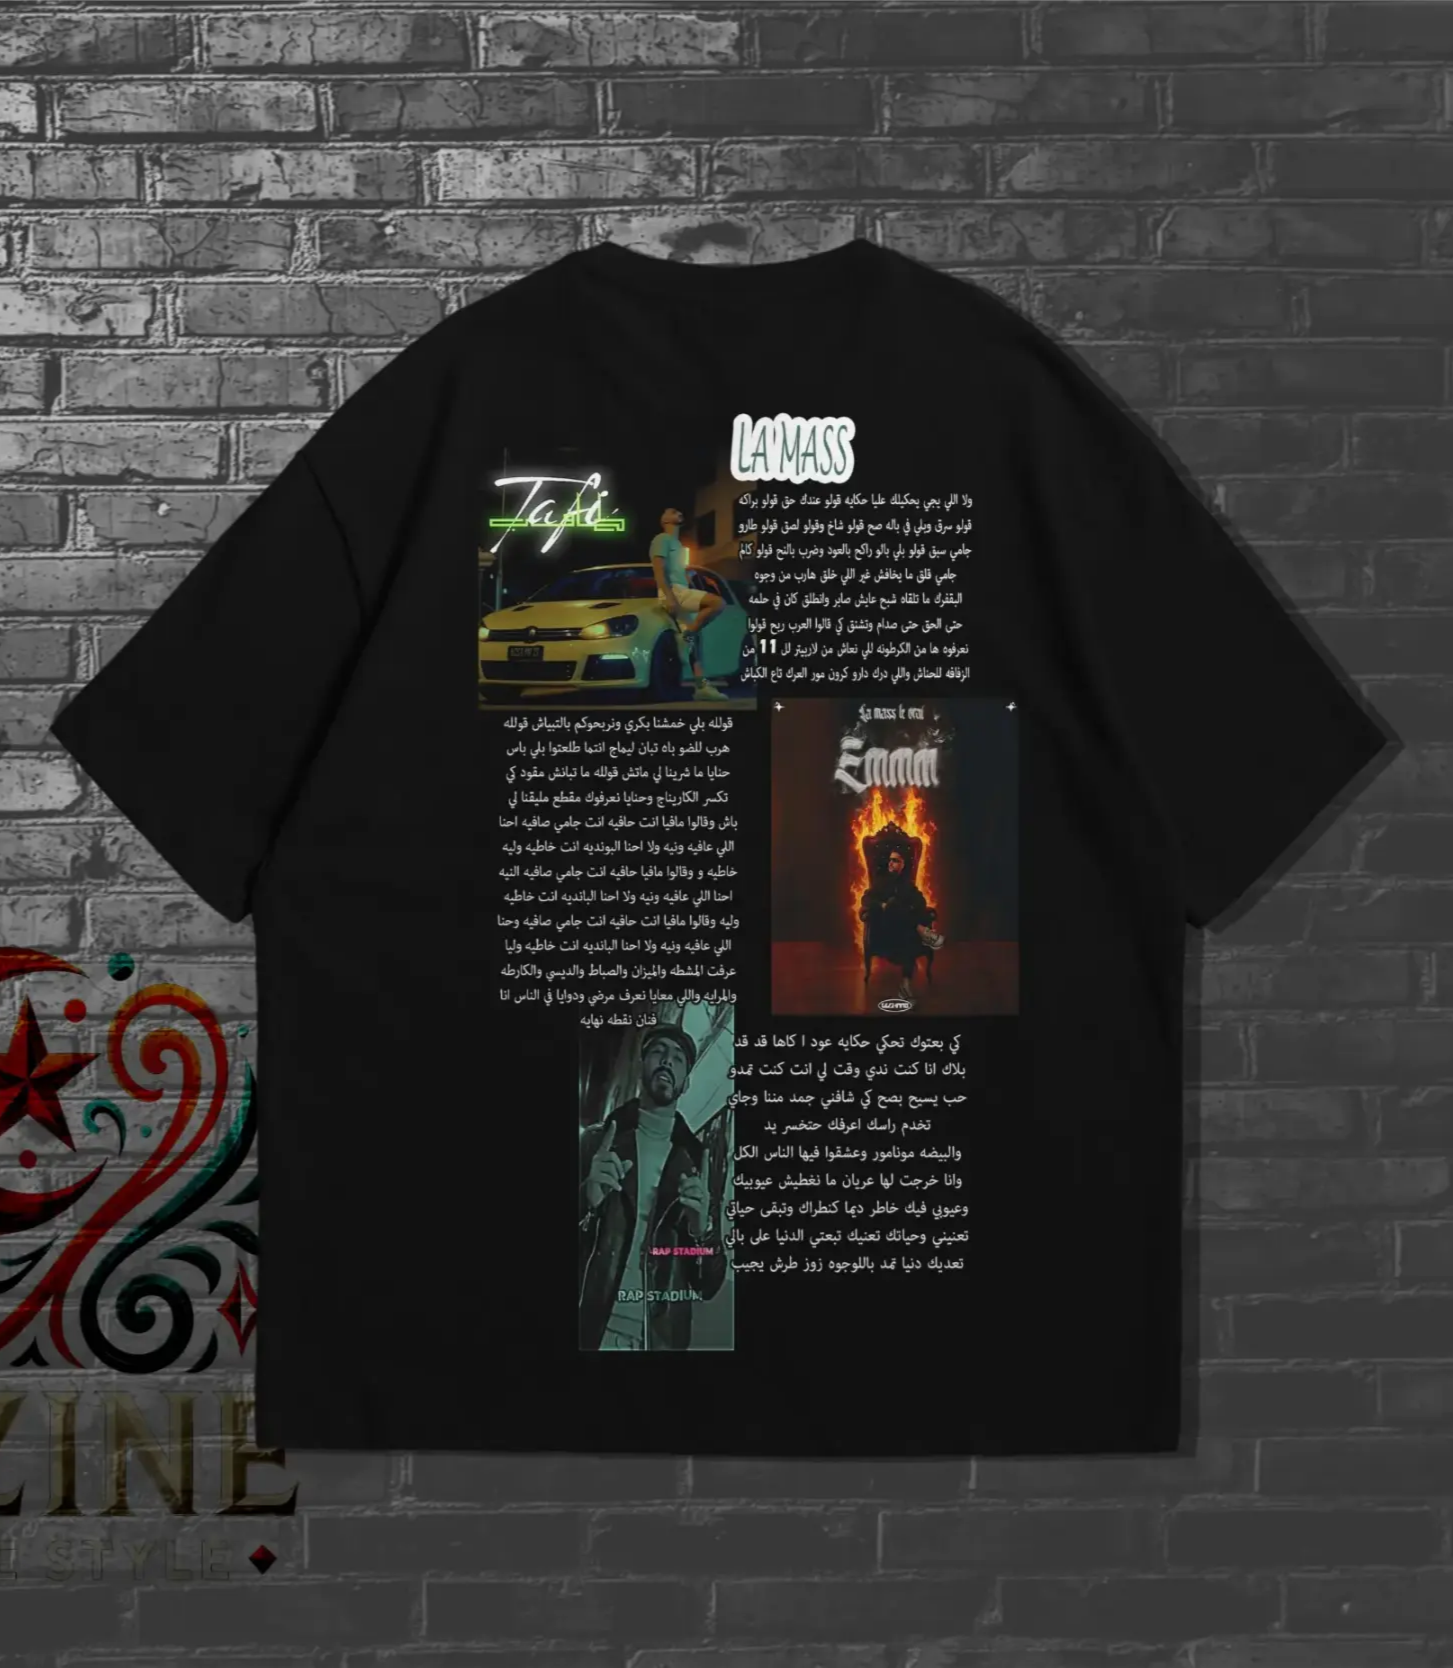 LA MASS
ولا اللي يجي يحكيلك عليا حكايه قولو عندك حق قولو براكه
قولو سرق وبلي في باله صح قولو شاخ وقولو لصق قولو طارو
جامي سبق قولو بلي بالو راكح بالعود وضرب بالنح قولو كالم
جامي قلق ما يخافش غير اللي خلق هارب من وجوه
البقفرك ما تلقاه شبح عايش صابر وانطلق كان في حلمه
حتى الحق حتى صدام وتشنق كي قالوا العرب ربح قولوا
نعرفوه ها من الكرطونه للي نعاش من لاربيتر لل 11 من
الزفافه للحناش واللي درك دارو كرون مور العرك تاع الكباش
Tafi
طافي
قولله بلي خمشنا بكري ونربحوكم بالتبياش قولله
هرب للضو باه تبان ليماج انتما طلعتوا بلي باس
حنايا ما شرينا لي ماتش قولله ما تبانش مقود كي
تكسر الكاريناج وحنايا نعرفوك مقطع مليقنا لي
باش وقالوا مافيا انت حافيه انت جامي صافيه احنا
اللي عافيه ونيه ولا احنا البونديه انت خاطيه وليه
خاطيه و وقالوا مافيا حافيه انت جامي صافيه النيه
احنا اللي عافيه ونيه ولا احنا الباندیه انت خاطيه
وليه وقالوا مافيا انت حافيه انت جامي صافيه وحنا
اللي عافيه ونيه ولا احنا البانديه انت خاطيه وليا
عرفت المشطه والميزان والصباط والديسي والكارطه
والمرايه واللي معايا نعرف مرضي ودوايا في الناس انا
فنان نقطه نهايه
La mass le vrai
Emmm
كي بعتوك تحكي حكايه عود ا كاها قد قد
بلاك انا كنت ندي وقت لي انت كنت تمدو
حب يسيح بصح كي شافني جمد مننا وجاي
تخدم راسك اعرفك حتخسر يد
والبيضه مونامور وعشقوا فيها الناس الكل
وانا خرجت لها عريان ما نغطيش عيوبيك
وعيوبي فيك خاطر ديما كنطراك وتبقى حياتي
تعنيني وحياتك تعنيك تبعتي الدنيا على بالي
تعديك دنيا تمد باللوجوه زوز طرش يجيب
RAP STADIUM
RAP STADIUM
ZINE
E STYLE